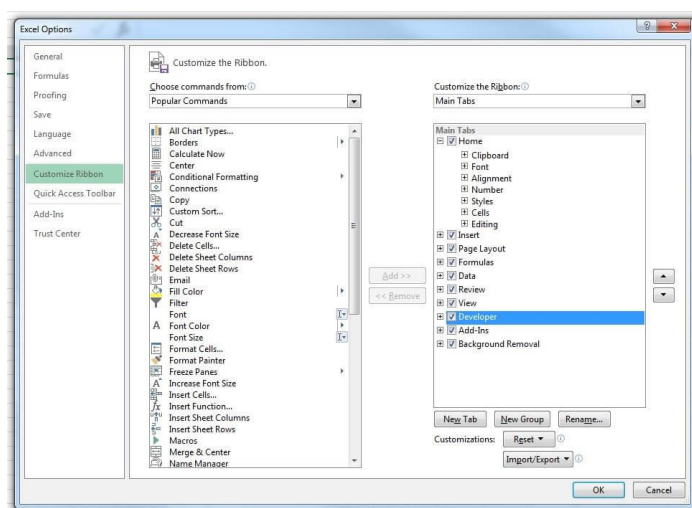 Excel Options
General
Formulas
Proofing
Save
Language
Advanced
Customize Ribbon
Quick Access Toolbar
Add-Ins
Trust Center
Customize the Ribbon.
Choose commands from:
Popular Commands
All Chart Types...
Borders
Calculate Now
Center
Conditional Formatting
Connections
Copy
Custom Sort...
Cut
Decrease Font Size
Delete Cells...
Delete Sheet Columns
Delete Sheet Rows
Email
Fill Color
Filter
Font
Font Color
Font Size
Format Cells...
Format Painter
Freeze Panes
Increase Font Size
Insert Cells...
Insert Function...
Insert Sheet Columns
Insert Sheet Rows
Macros
Merge & Center
Name Manager
Add >>
<< Remove
Customize the Ribbon:
Main Tabs
Main Tabs
Home
Clipboard
Font
Alignment
Number
Styles
Cells
Editing
Insert
Page Layout
Formulas
Data
Review
View
Developer
Add-Ins
Background Removal
New Tab
New Group
Rename...
Customizations:
Reset
Import/Export
OK
Cancel